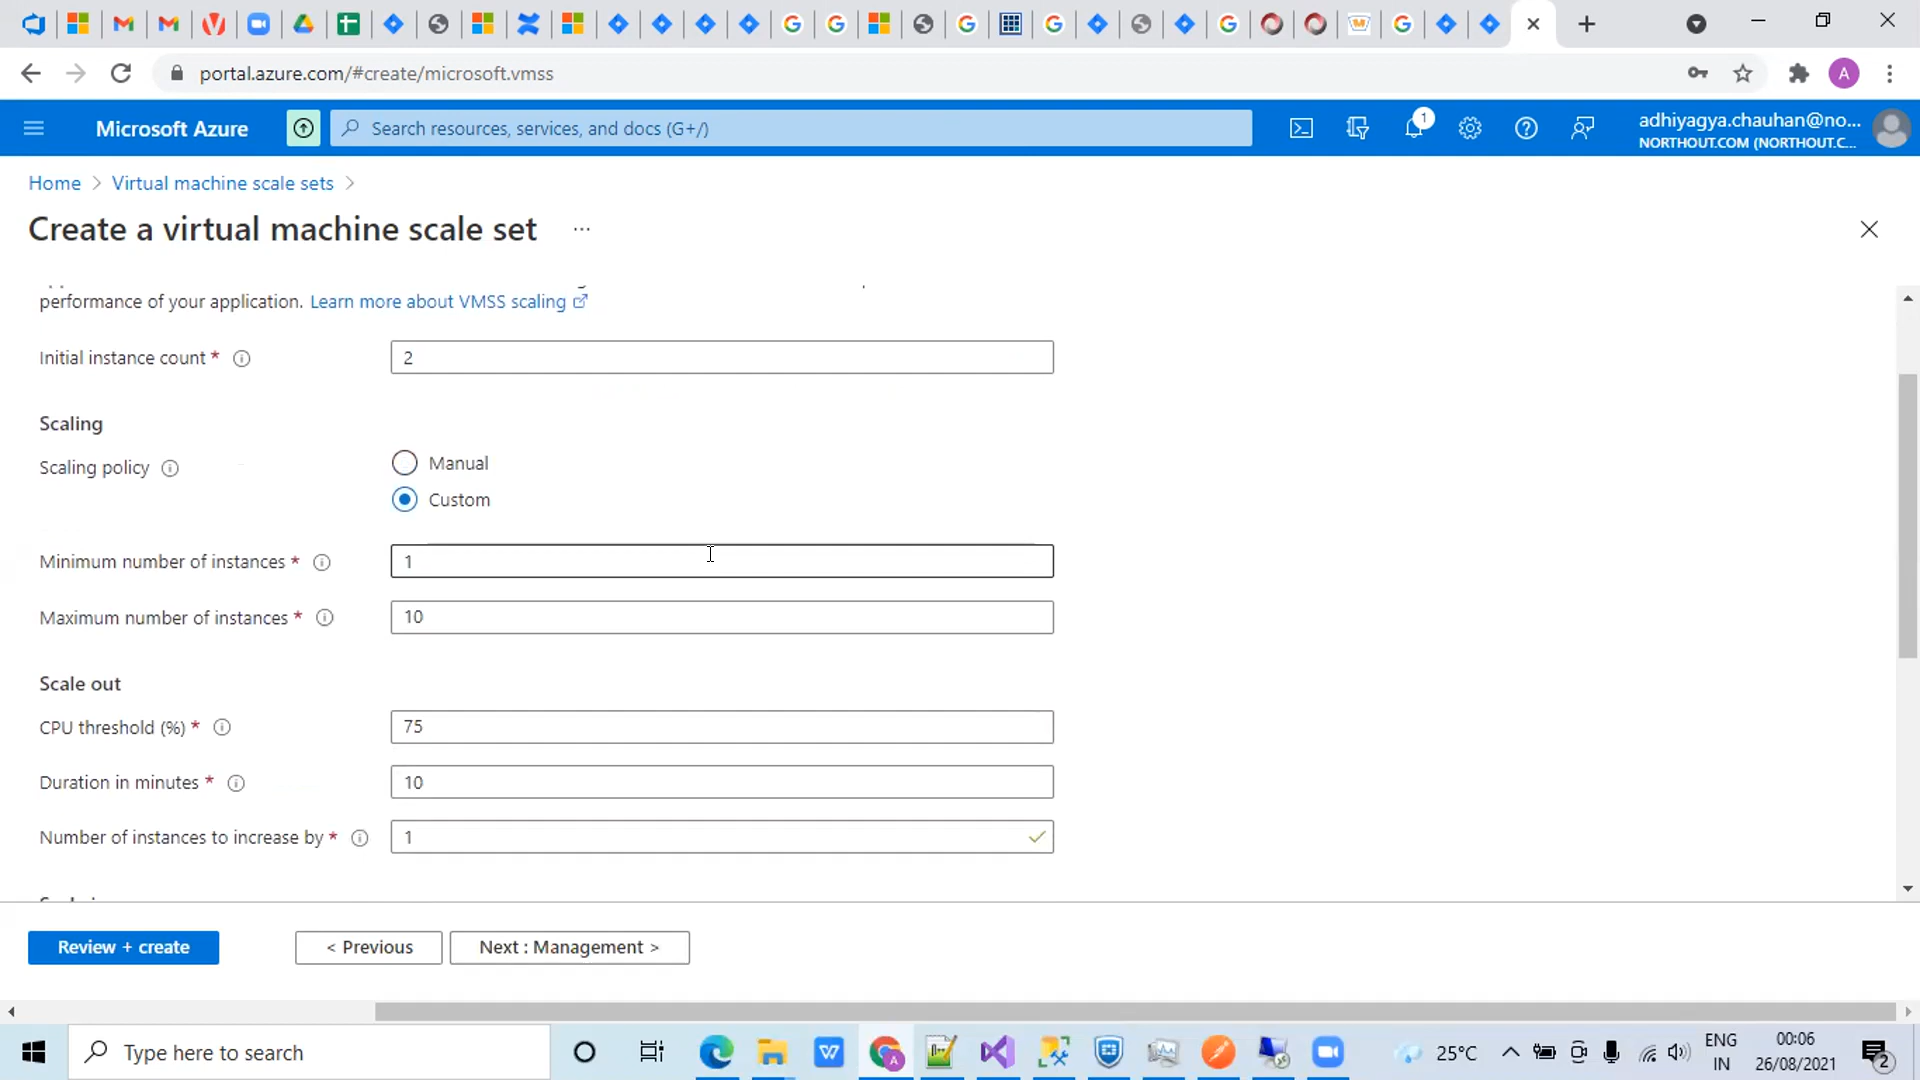 portal.azure.com/#create/microsoft.vmss
A
Microsoft Azure
Search resources, services, and docs (G+/)
1
adhiyagya.chauhan@no...
NORTHOUT.COM (NORTHOUT.C...
Home > Virtual machine scale sets >
Create a virtual machine scale set ...
performance of your application. Learn more about VMSS scaling
Initial instance count * 2
Scaling
Scaling policy Manual
Custom
Minimum number of instances * 1
Maximum number of instances * 10
Scale out
CPU threshold (%) * 75
Duration in minutes * 10
Number of instances to increase by * 1
Review + create < Previous Next : Management >
Type here to search
25°C
ENG
IN
00:06
26/08/2021
2